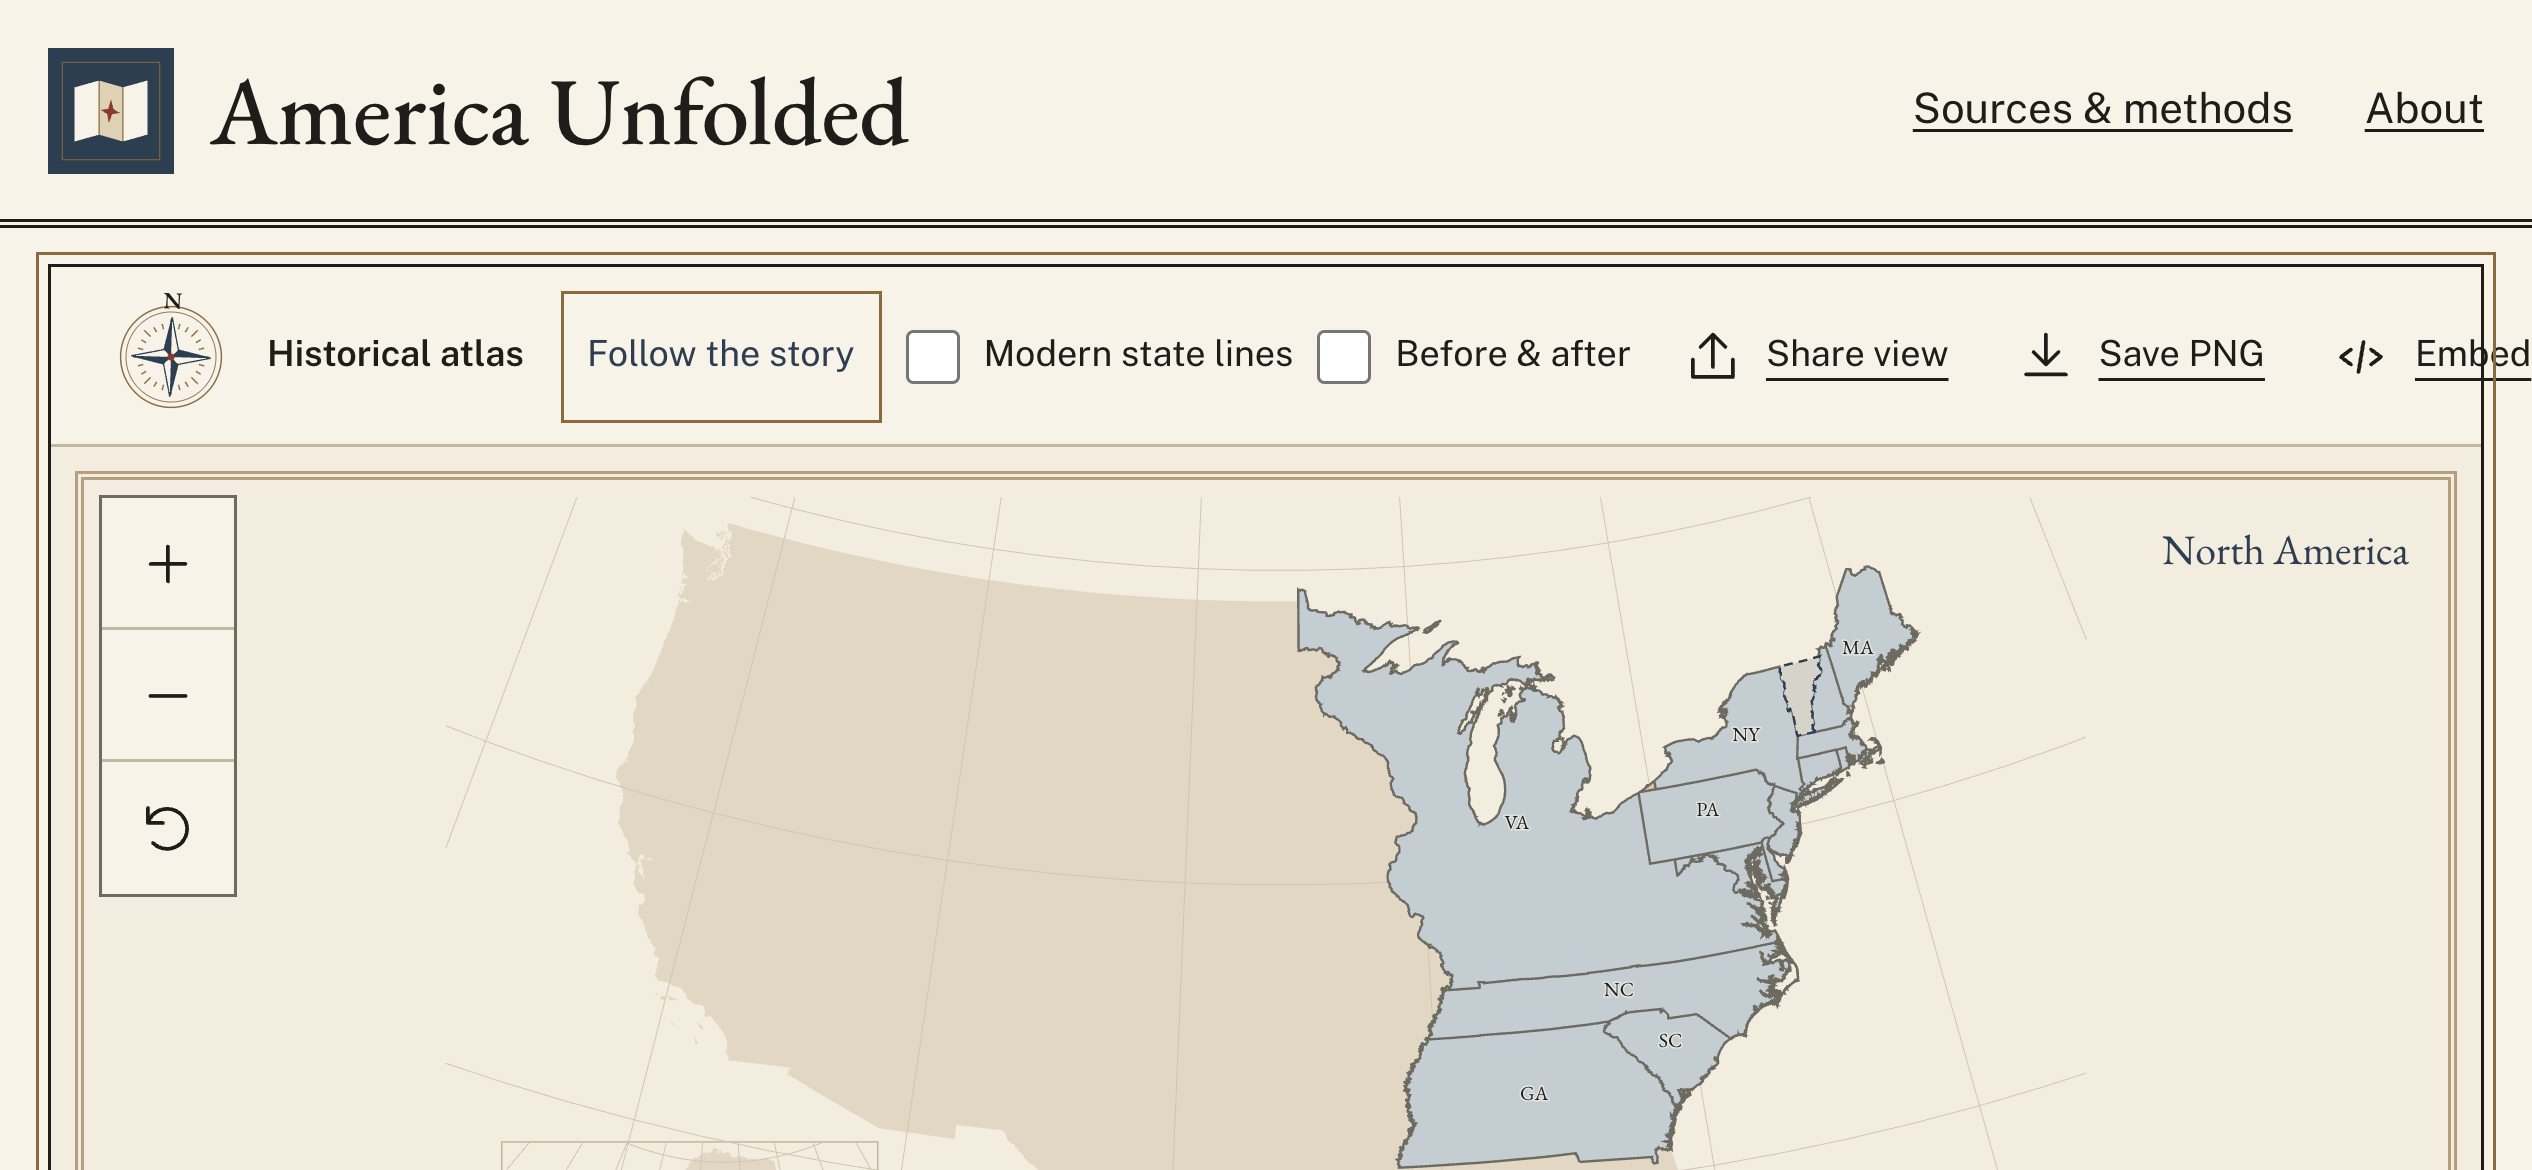 America Unfolded
Sources & methods
About
N
Historical atlas
Follow the story
Modern state lines
Before & after
Share view
Save PNG
</> Embed
North America
MA
NY
PA
VA
NC
SC
GA